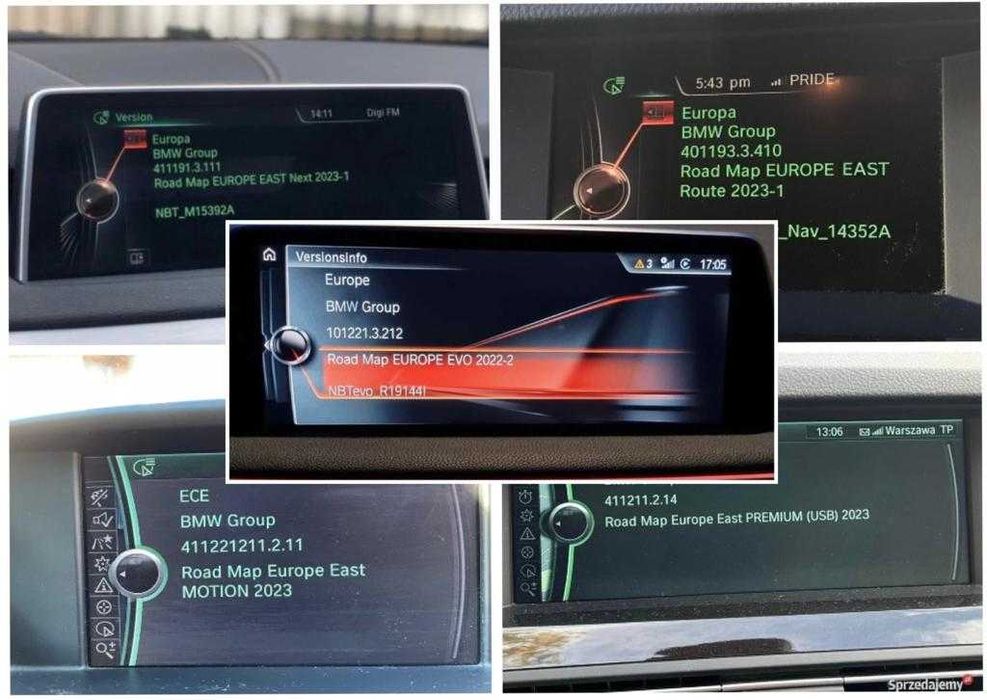 Version
14:11 Digi FM
Europa
BMW Group
411191.3.111
Road Map EUROPE EAST Next 2023-1
NBT_M15392A
5:43 pm PRIDE
Europa
BMW Group
401193.3.410
Road Map EUROPE EAST
Route 2023-1
_Nav_14352A
Versionsinfo
3 17:05
Europe
BMW Group
101221.3.212
Road Map EUROPE EVO 2022-2
NBTevo_R19144I
ECE
BMW Group
411221211.2.11
Road Map Europe East
MOTION 2023
13:06 Warszawa TP
411211.2.14
Road Map Europe East PREMIUM (USB) 2023
Sprzedajemy